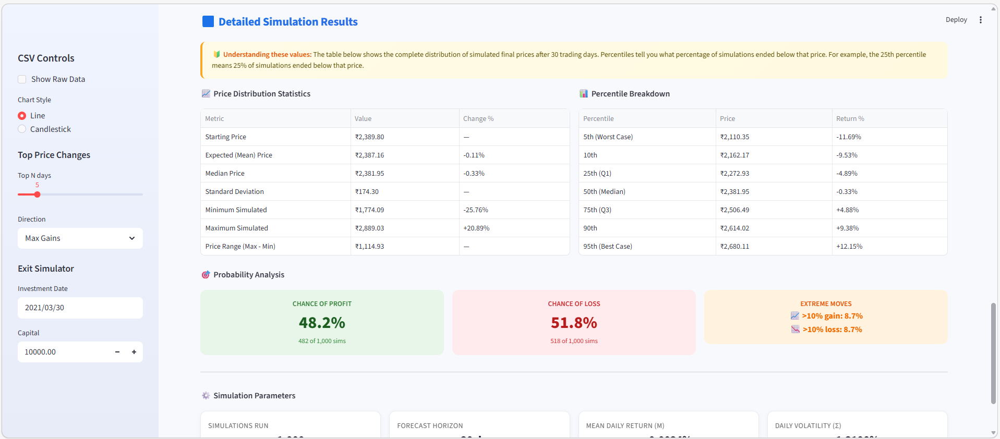 Detailed Simulation Results
Deploy
Understanding these values: The table below shows the complete distribution of simulated final prices after 30 trading days. Percentiles tell you what percentage of simulations ended below that price. For example, the 25th percentile
means 25% of simulations ended below that price.
CSV Controls
Show Raw Data
Chart Style
Line
Candlestick
Top Price Changes
Top N days
5
Direction
Max Gains
Exit Simulator
Investment Date
2021/03/30
Capital
10000.00
Price Distribution Statistics
Metric Value Change %
Starting Price ₹2,389.80 —
Expected (Mean) Price ₹2,387.16 -0.11%
Median Price ₹2,381.95 -0.33%
Standard Deviation ₹174.30 —
Minimum Simulated ₹1,774.09 -25.76%
Maximum Simulated ₹2,889.03 +20.89%
Price Range (Max - Min) ₹1,114.93 —
Percentile Breakdown
Percentile Price Return %
5th (Worst Case) ₹2,110.35 -11.69%
10th ₹2,162.17 -9.53%
25th (Q1) ₹2,272.93 -4.89%
50th (Median) ₹2,381.95 -0.33%
75th (Q3) ₹2,506.49 +4.88%
90th ₹2,614.02 +9.38%
95th (Best Case) ₹2,680.11 +12.15%
Probability Analysis
CHANCE OF PROFIT
48.2%
482 of 1,000 sims
CHANCE OF LOSS
51.8%
518 of 1,000 sims
EXTREME MOVES
>10% gain: 8.7%
>10% loss: 8.7%
Simulation Parameters
SIMULATIONS RUN
FORECAST HORIZON
MEAN DAILY RETURN (Μ)
DAILY VOLATILITY (Σ)